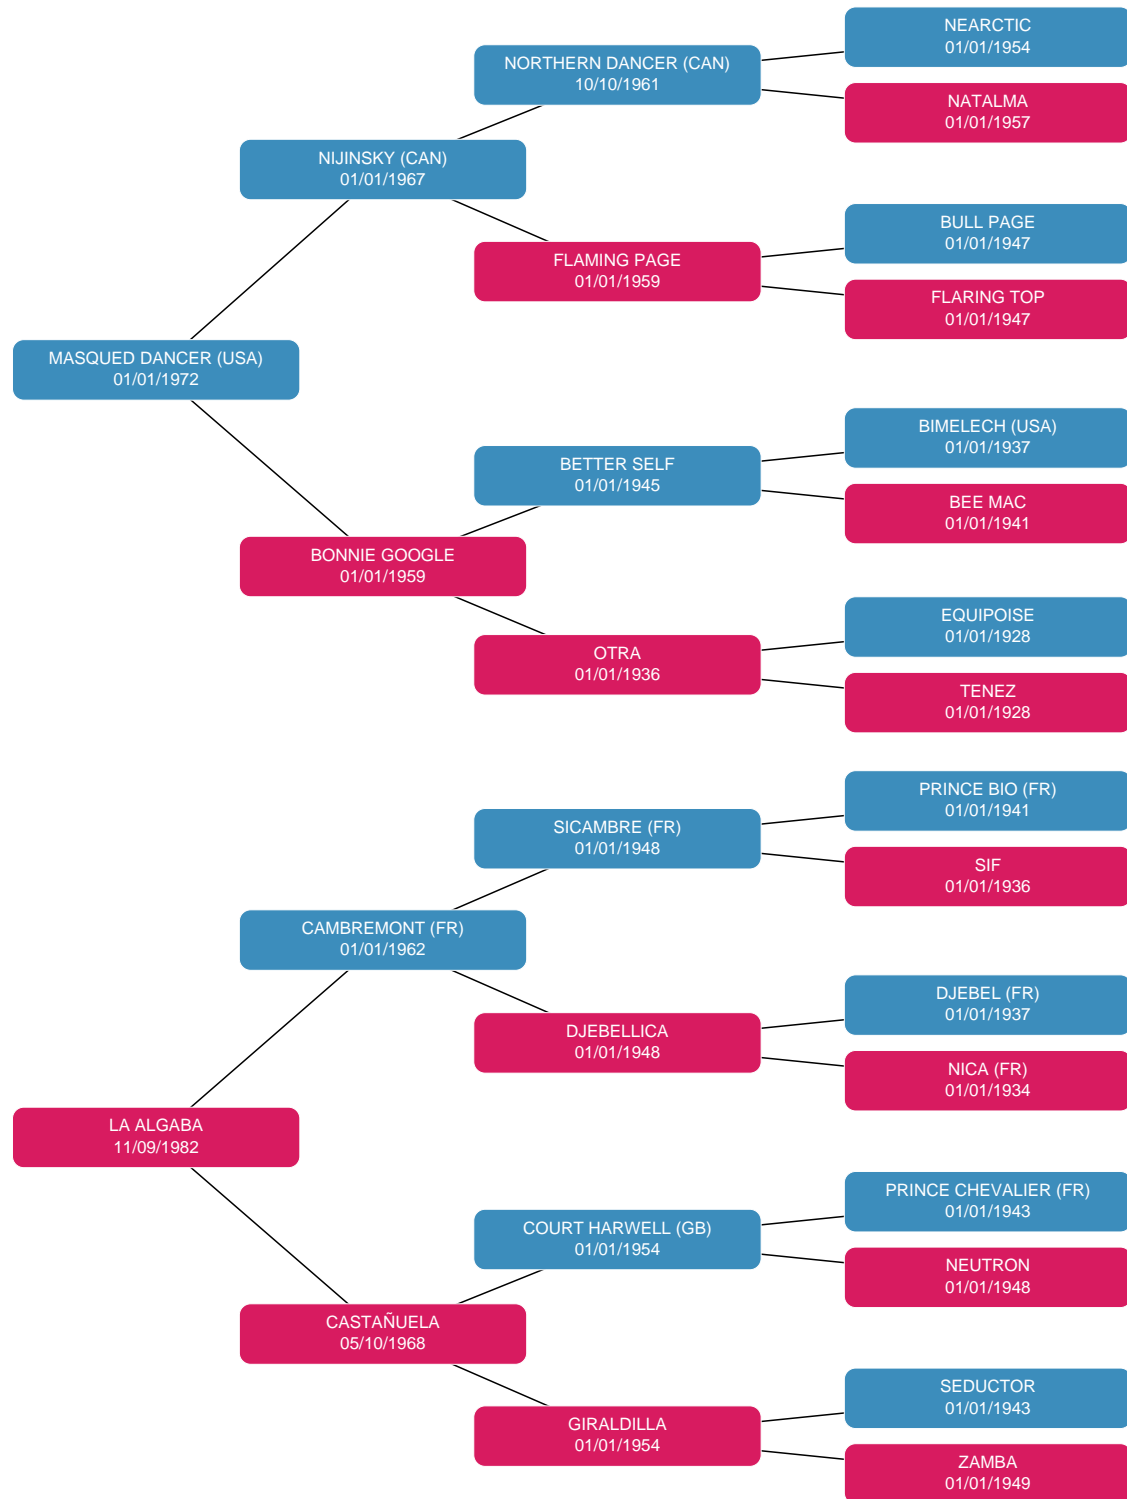 NEARCTIC
01/01/1954
NORTHERN DANCER (CAN)
10/10/1961
NATALMA
01/01/1957
NIJINSKY (CAN)
01/01/1967
BULL PAGE
01/01/1947
FLAMING PAGE
01/01/1959
FLARING TOP
01/01/1947
MASQUED DANCER (USA)
01/01/1972
BIMELECH (USA)
01/01/1937
BETTER SELF
01/01/1945
BEE MAC
01/01/1941
BONNIE GOOGLE
01/01/1959
EQUIPOISE
01/01/1928
OTRA
01/01/1936
TENEZ
01/01/1928
PRINCE BIO (FR)
01/01/1941
SICAMBRE (FR)
01/01/1948
SIF
01/01/1936
CAMBREMONT (FR)
01/01/1962
DJEBEL (FR)
01/01/1937
DJEBELLICA
01/01/1948
NICA (FR)
01/01/1934
LA ALGABA
11/09/1982
PRINCE CHEVALIER (FR)
01/01/1943
COURT HARWELL (GB)
01/01/1954
NEUTRON
01/01/1948
CASTAÑUELA
05/10/1968
SEDUCTOR
01/01/1943
GIRALDILLA
01/01/1954
ZAMBA
01/01/1949